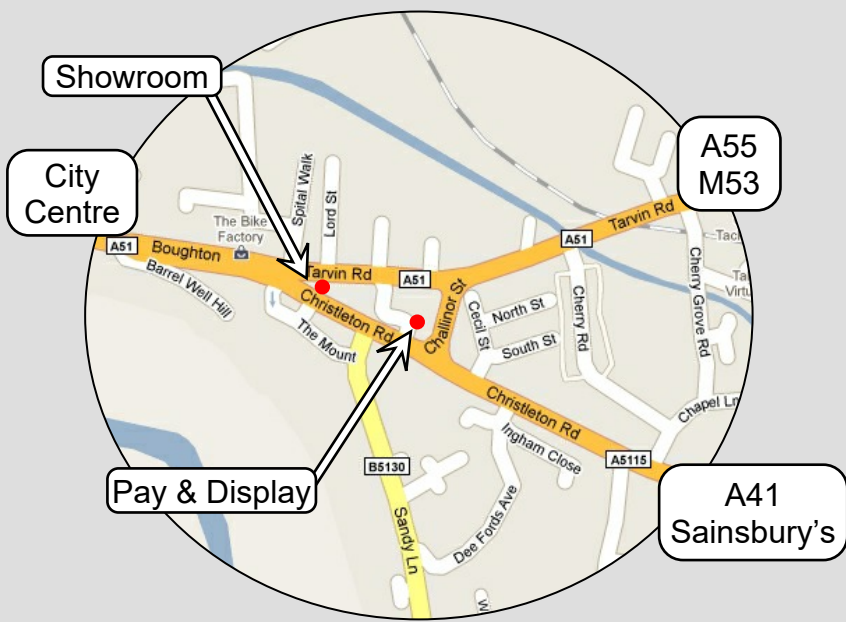 Showroom
A55
M53
City
Centre
Spital Walk
Lord St
The Bike
Factory
Tarvin Rd
A51
Tarvin Rd
A51
Boughton
A51
Tarvin Rd
Barrel Well Hill
Christleton Rd
The Mount
Challinor St
Cecil St
North St
South St
Cherry Rd
Cherry Grove Rd
Chapel Ln
Christleton Rd
Ingham Close
A5115
B5130
Pay & Display
Sandy Ln
Dee Fords Ave
A41
Sainsbury’s